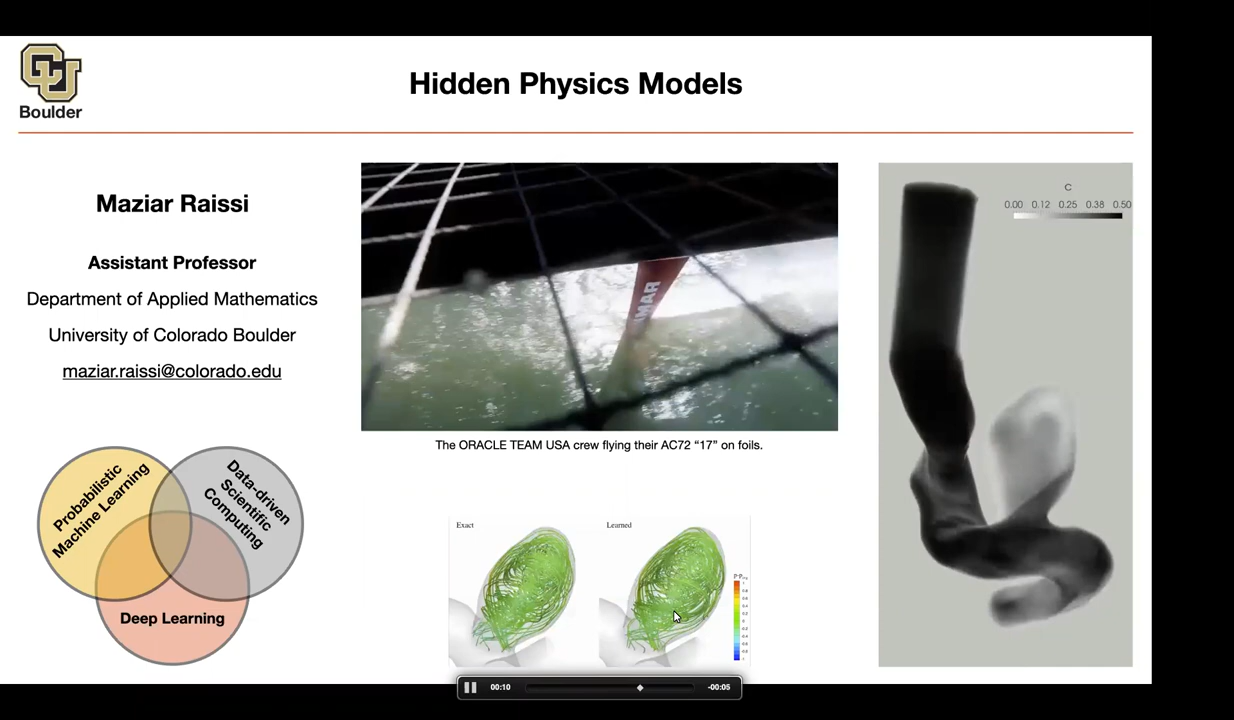 Boulder
Hidden Physics Models
Maziar Raissi
Assistant Professor
Department of Applied Mathematics
University of Colorado Boulder
maziar.raissi@colorado.edu
Probabilistic
Machine Learning
Data-driven
Scientific
Computing
Deep Learning
The ORACLE TEAM USA crew flying their AC72 “17” on foils.
Exact
Learned
C
0.00 0.12 0.25 0.38 0.50
00:10
-00:05